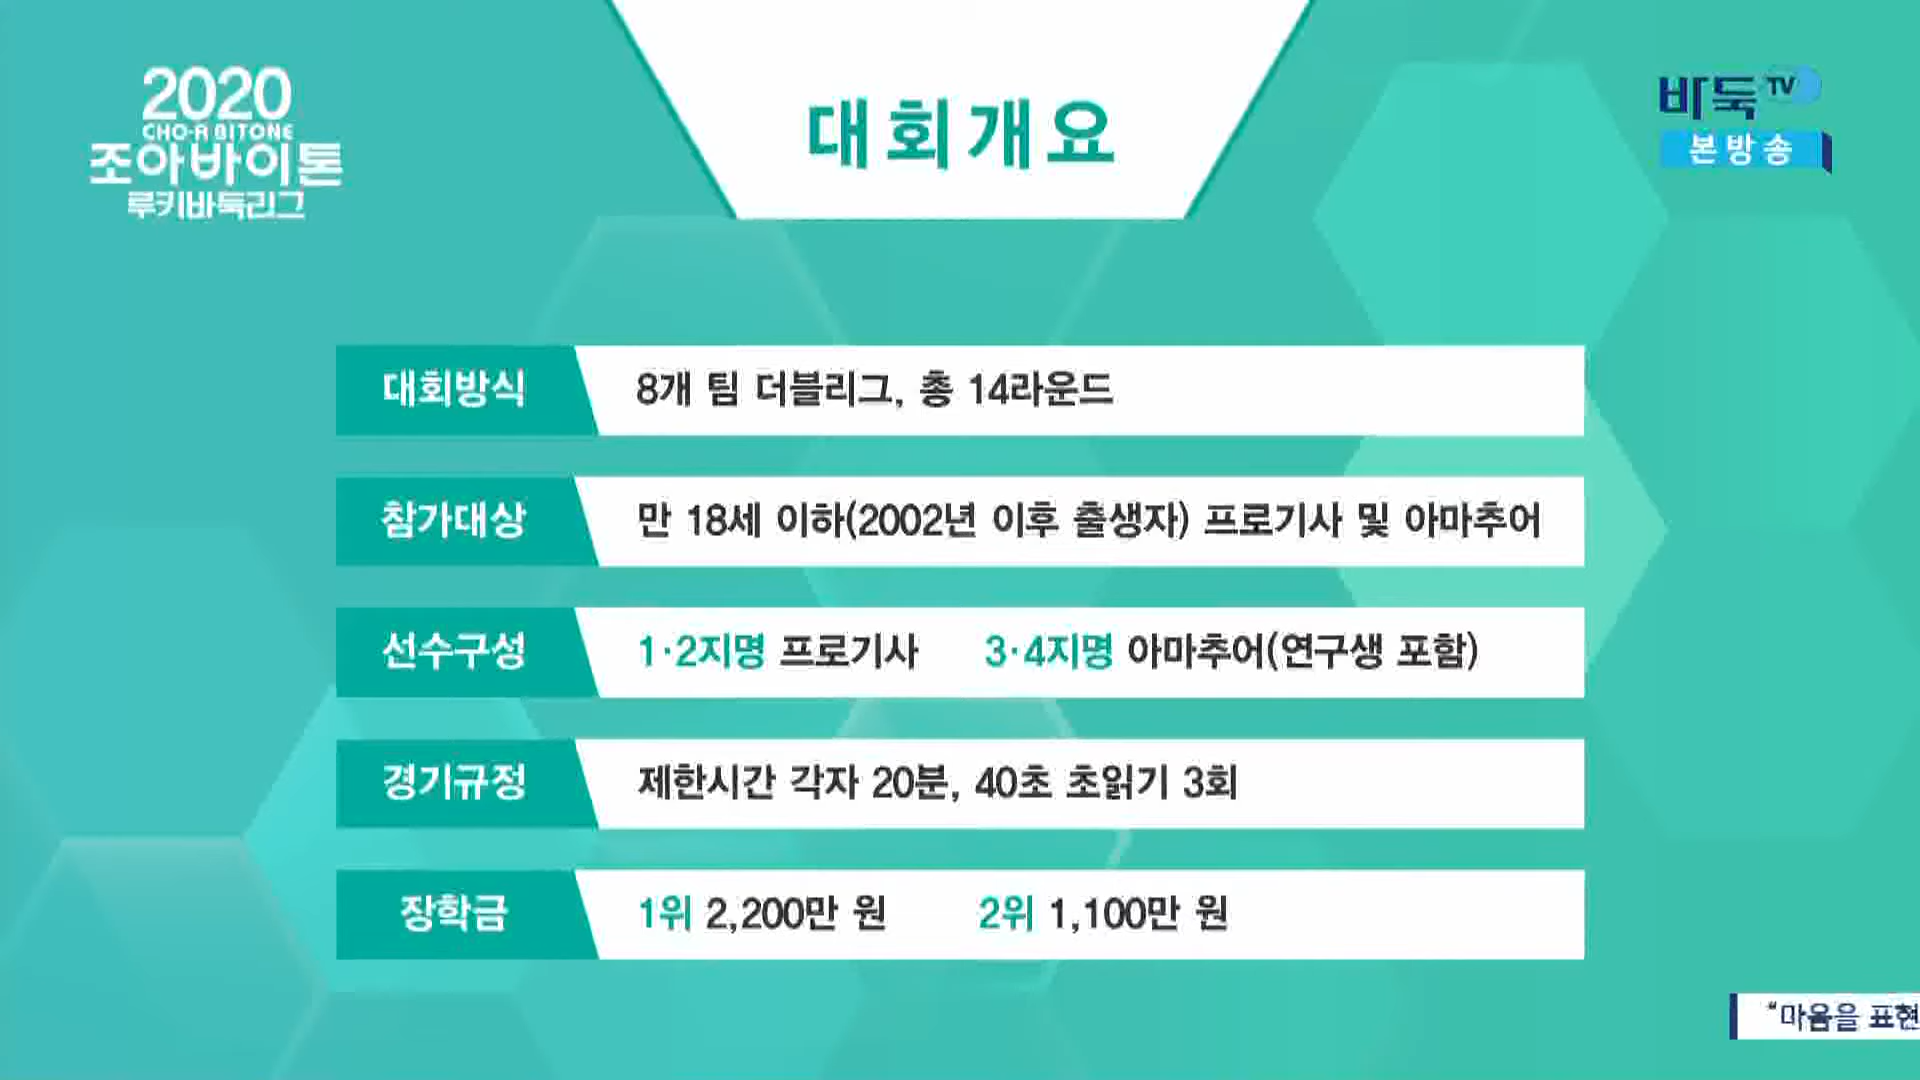 2020
CHO-A BITONE
조아바이톤
루키바둑리그
대회개요
바둑TV
본방송
대회방식 8개 팀 더블리그, 총 14라운드
참가대상 만 18세 이하(2002년 이후 출생자) 프로기사 및 아마추어
선수구성 1·2지명 프로기사 3·4지명 아마추어(연구생 포함)
경기규정 제한시간 각자 20분, 40초 초읽기 3회
장학금 1위 2,200만 원 2위 1,100만 원
“마음을 표현